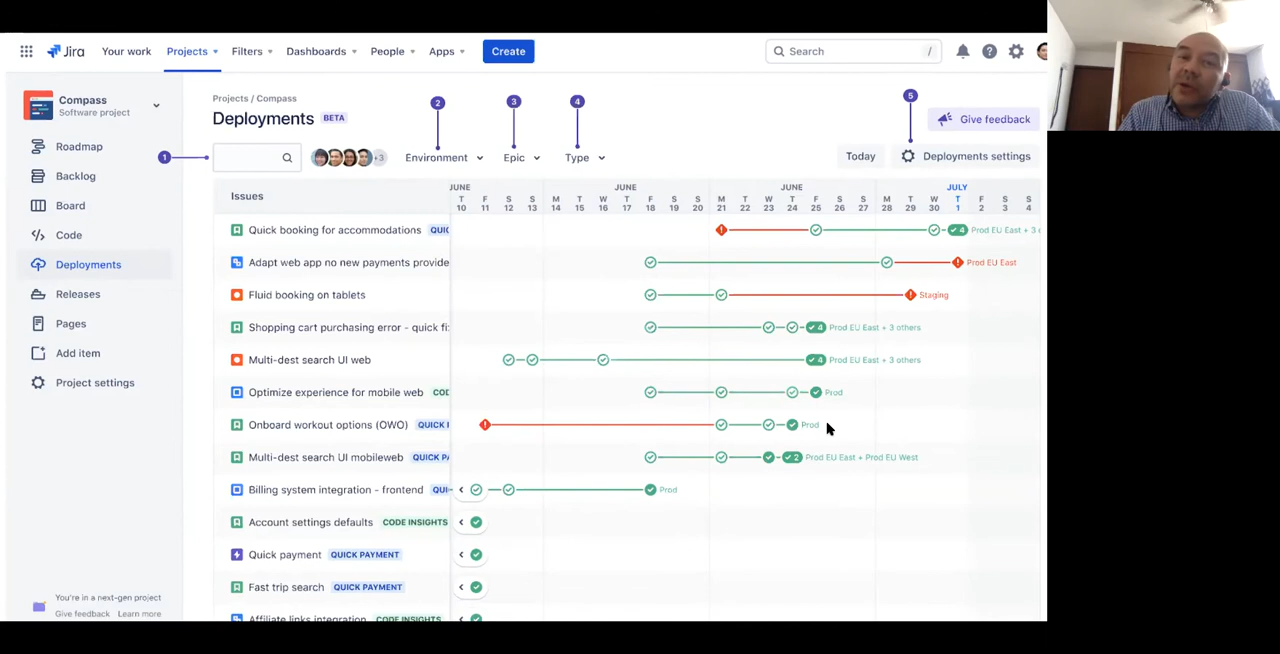 Jira Your work Projects Filters Dashboards People Apps Create Search /
Compass
Software project
Roadmap
Backlog
Board
Code
Deployments
Releases
Pages
Add item
Project settings
You're in a next-gen project
Give feedback Learn more
Projects / Compass
Deployments BETA
2 3 4 5
Give feedback
1
+3 Environment Epic Type Today Deployments settings
Issues
JUNE JUNE JUNE JULY
T F S S M T W T F S S M T W T F S S M T W T F S S
10 11 12 13 14 15 16 17 18 19 20 21 22 23 24 25 26 27 28 29 30 1 2 3 4
Quick booking for accommodations 4 Prod EU East + 3
Adapt web app no new payments provide Prod EU East
Fluid booking on tablets Staging
Shopping cart purchasing error - quick fi 4 Prod EU East + 3 others
Multi-dest search UI web 4 Prod EU East + 3 others
Optimize experience for mobile web Prod
Onboard workout options (OWO) QUICK Prod
Multi-dest search UI mobileweb QUICK 2 Prod EU East + Prod EU West
Billing system integration - frontend Prod
Account settings defaults CODE INSIGHTS
Quick payment QUICK PAYMENT
Fast trip search QUICK PAYMENT
Affiliate links integration CODE INSIGHTS